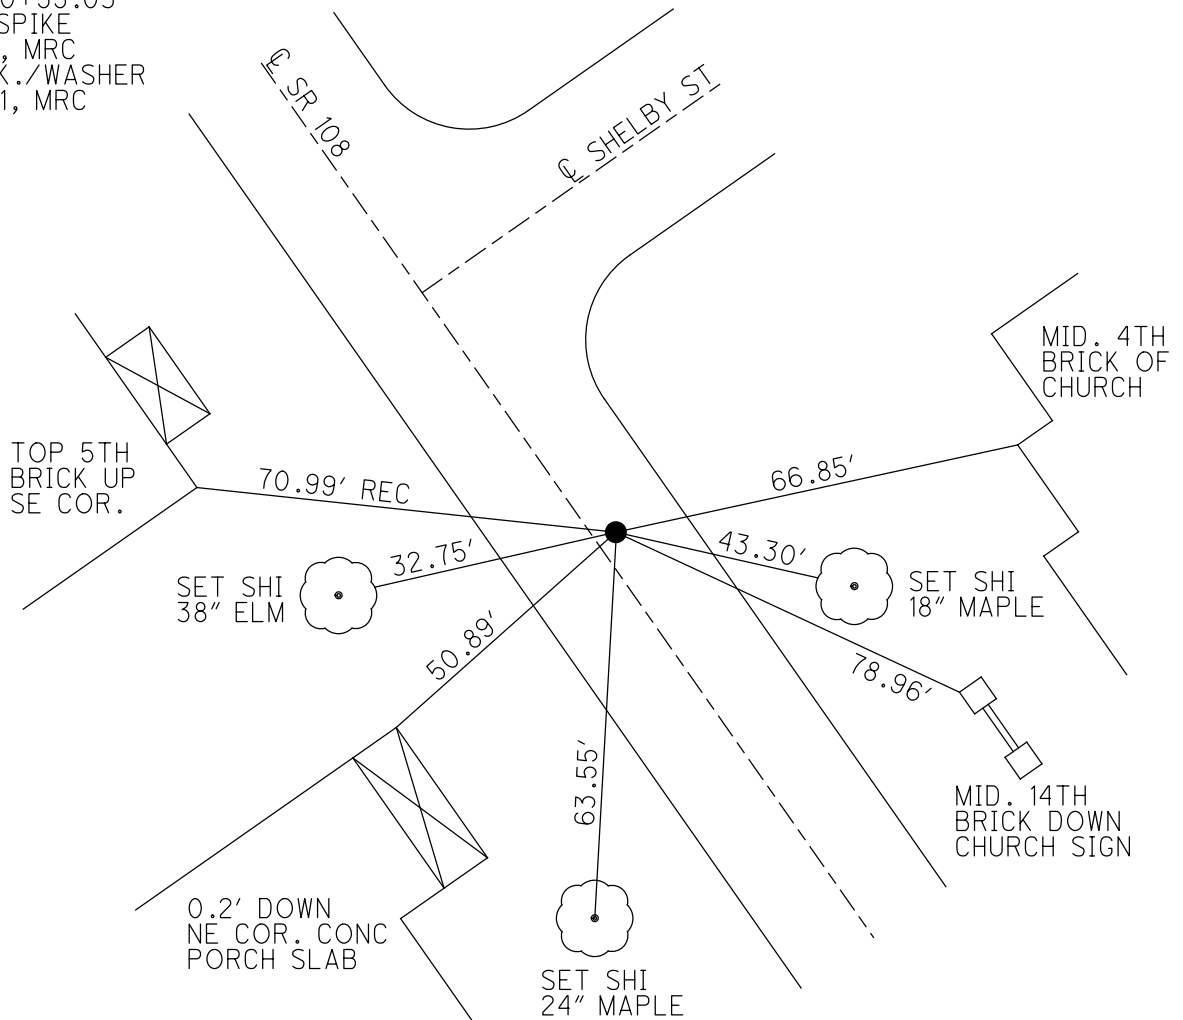 SPIKE
, MRC
K./WASHER
1, MRC
℄ SR 108
℄ SHELBY ST
MID. 4TH
BRICK OF
CHURCH
TOP 5TH
BRICK UP
SE COR.
70.99' REC
66.85'
32.75'
43.30'
SET SHI
38" ELM
SET SHI
18" MAPLE
50.89'
78.96'
63.55'
MID. 14TH
BRICK DOWN
CHURCH SIGN
0.2' DOWN
NE COR. CONC
PORCH SLAB
SET SHI
24" MAPLE